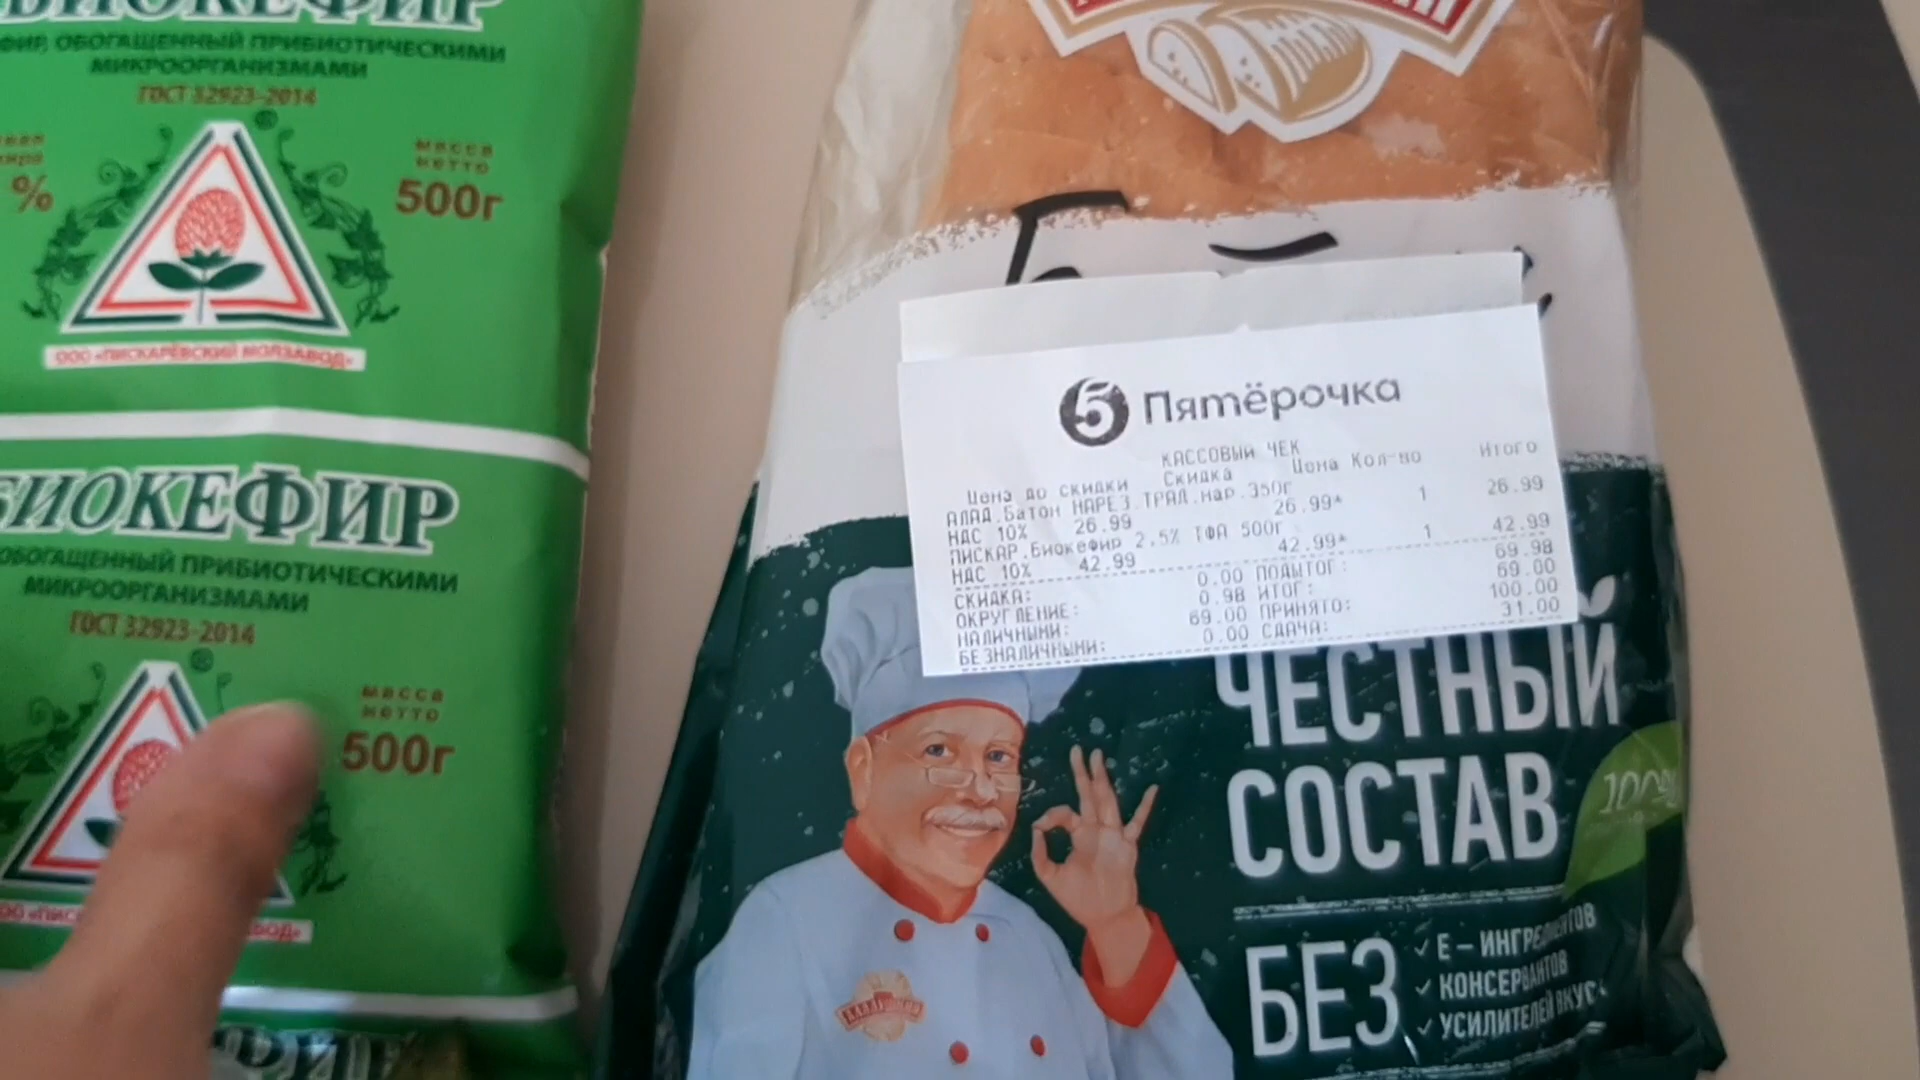 БИОКЕФИР
ОБОГАЩЕННЫЙ ПРИБИОТИЧЕСКИМИ
МИКРООРГАНИЗМАМИ
ГОСТ 32923-2014
%
масса
нетто
500г
ООО «ПИСКАРЁВСКИЙ МОЛЗАВОД»
БИОКЕФИР
ОБОГАЩЕННЫЙ ПРИБИОТИЧЕСКИМИ
МИКРООРГАНИЗМАМИ
ГОСТ 32923-2014
масса
нетто
500г
5 Пятёрочка
КАССОВЫЙ ЧЕК
Цена до скидки Скидка Цена Кол-во Итого
АЛАД.Батон НАРЕЗ.ТРАД.нар.350г
НДС 10% 26.99 26.99* 1 26.99
ПИСКАР.Биокефир 2.5% ТФА 500г
НДС 10% 42.99 42.99* 1 42.99
СКИДКА: 0.00 ПОДЫТОГ: 69.98
ОКРУГЛЕНИЕ: 0.98 ИТОГ: 69.00
НАЛИЧНЫМИ: 69.00 ПРИНЯТО: 100.00
БЕЗНАЛИЧНЫМИ: 0.00 СДАЧА: 31.00
ЧЕСТНЫЙ
СОСТАВ
100%
БЕЗ
✓ Е – ИНГРЕДИЕНТОВ
✓ КОНСЕРВАНТОВ
✓ УСИЛИТЕЛЕЙ ВКУСА